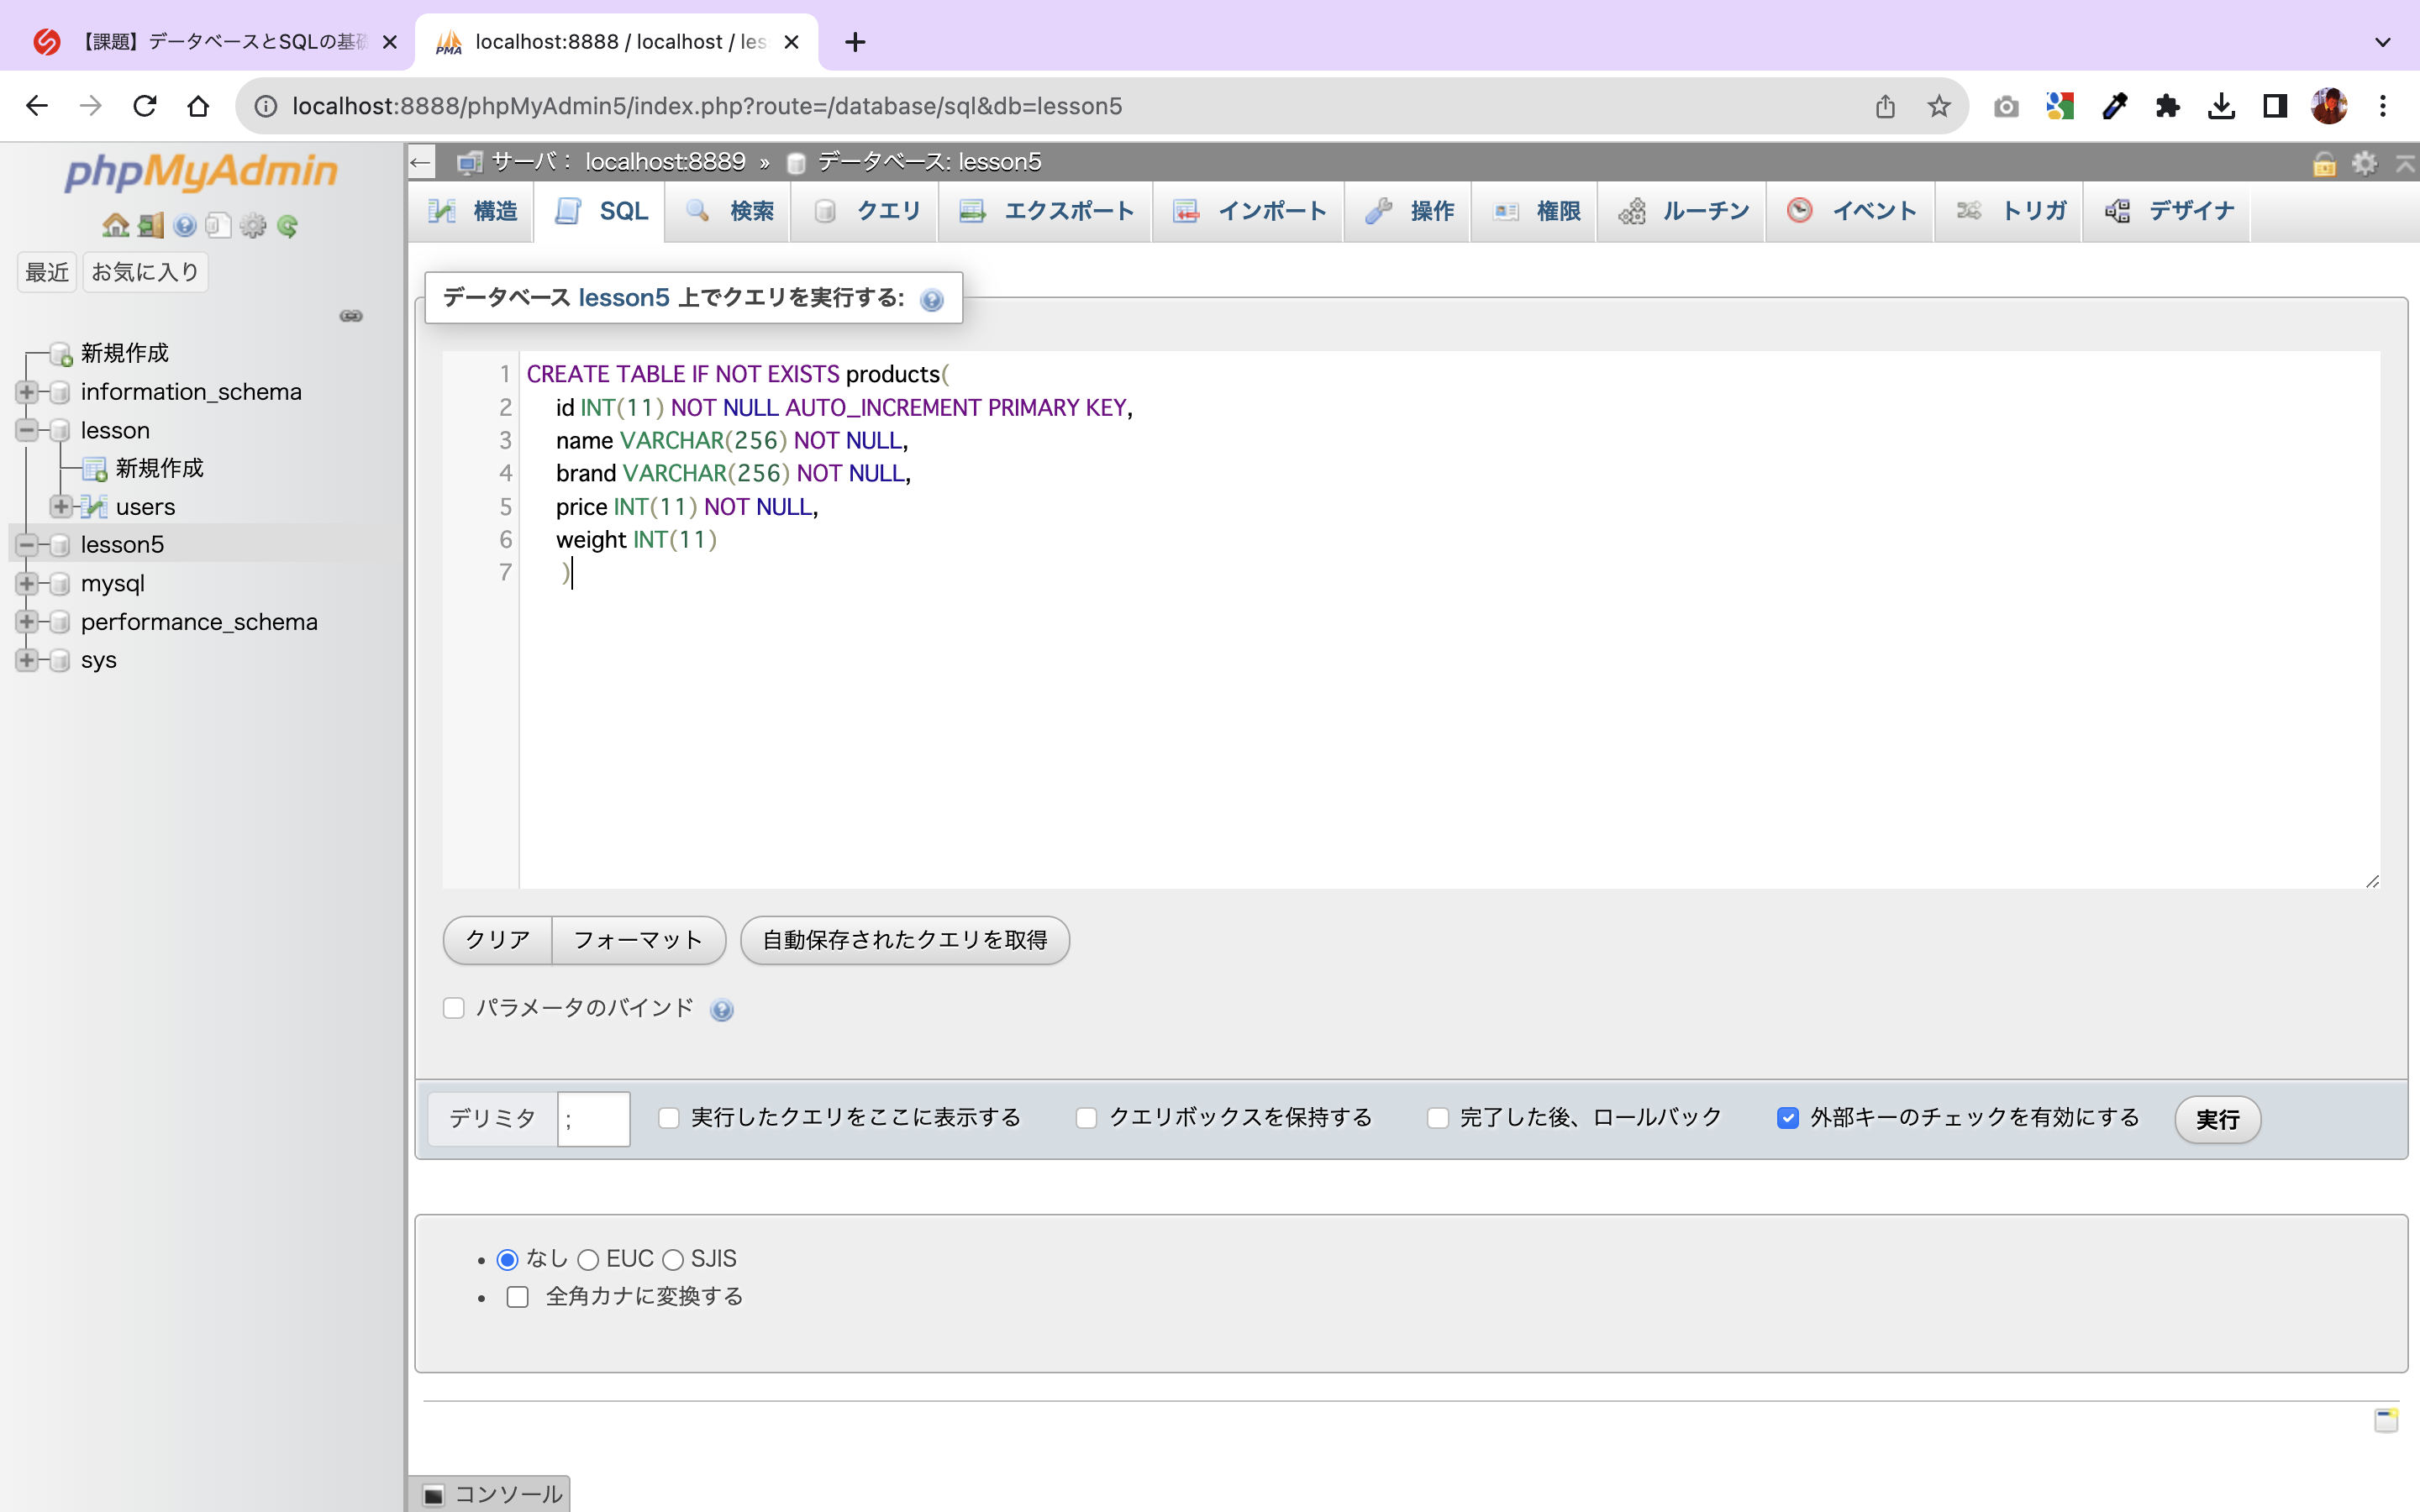 【課題】データベースとSQLの基礎
localhost:8888 / localhost / les
localhost:8888/phpMyAdmin5/index.php?route=/database/sql&db=lesson5
phpMyAdmin
最近 お気に入り
新規作成
information_schema
lesson
新規作成
users
lesson5
mysql
performance_schema
sys
サーバ： localhost:8889 » データベース: lesson5
構造 SQL 検索 クエリ エクスポート インポート 操作 権限 ルーチン イベント トリガ デザイナ
データベース lesson5 上でクエリを実行する:
1 CREATE TABLE IF NOT EXISTS products(
2 id INT(11) NOT NULL AUTO_INCREMENT PRIMARY KEY,
3 name VARCHAR(256) NOT NULL,
4 brand VARCHAR(256) NOT NULL,
5 price INT(11) NOT NULL,
6 weight INT(11)
7 )
クリア フォーマット 自動保存されたクエリを取得
パラメータのバインド
デリミタ ; 実行したクエリをここに表示する クエリボックスを保持する 完了した後、ロールバック 外部キーのチェックを有効にする 実行
• なし EUC SJIS
• 全角カナに変換する
コンソール